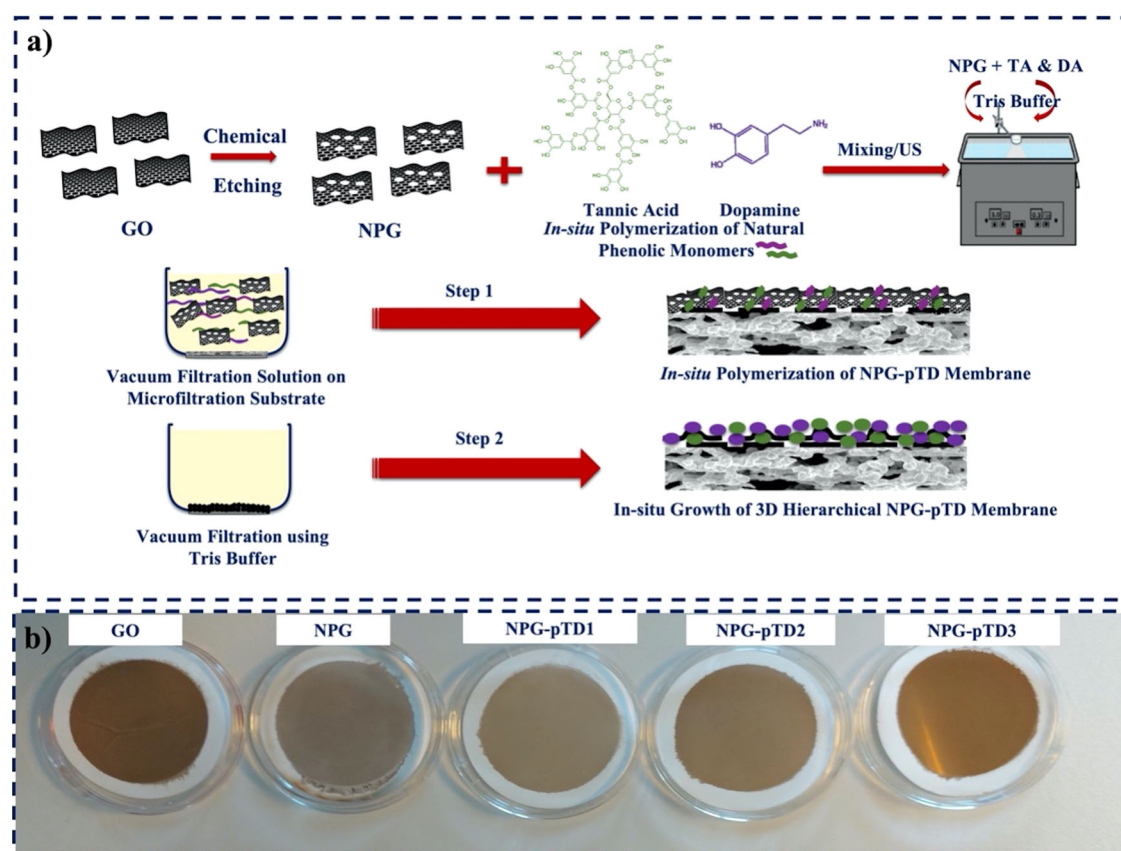 a)
NPG + TA & DA
Tris Buffer
Chemical
Etching
Mixing/US
HO
HO
NH₂
GO
NPG
Tannic Acid
Dopamine
In-situ Polymerization of Natural
Phenolic Monomers
Step 1
Vacuum Filtration Solution on
Microfiltration Substrate
In-situ Polymerization of NPG-pTD Membrane
Step 2
Vacuum Filtration using
Tris Buffer
In-situ Growth of 3D Hierarchical NPG-pTD Membrane
b)
GO
NPG
NPG-pTD1
NPG-pTD2
NPG-pTD3